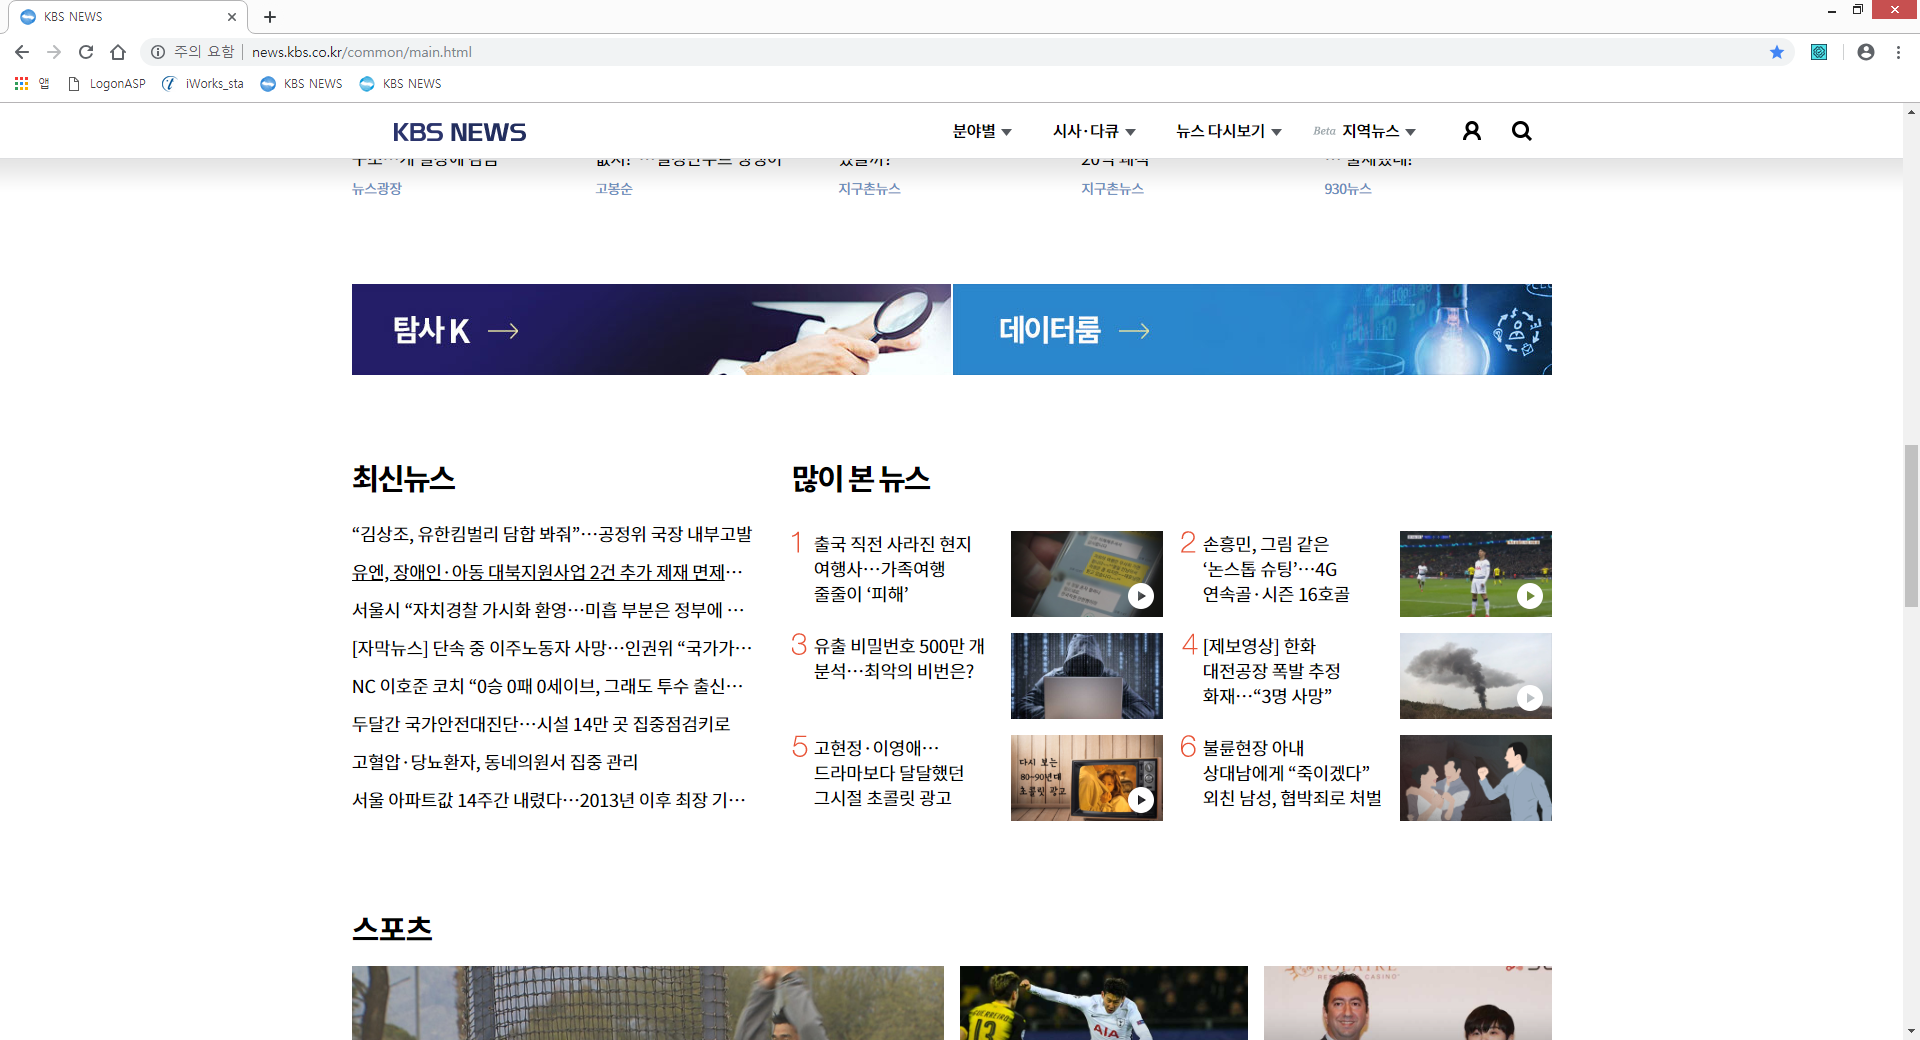 KBS NEWS
주의 요함
news.kbs.co.kr/common/main.html
앱
LogonASP
iWorks_sta
KBS NEWS
KBS NEWS
KBS NEWS
분야별
시사·다큐
뉴스 다시보기
Beta 지역뉴스
뉴스광장
고봉순
지구촌뉴스
지구촌뉴스
930뉴스
탐사 K
데이터룸
최신뉴스
“김상조, 유한킴벌리 담합 봐줘”…공정위 국장 내부고발
유엔, 장애인·아동 대북지원사업 2건 추가 제재 면제…
서울시 “자치경찰 가시화 환영…미흡 부분은 정부에 …
[자막뉴스] 단속 중 이주노동자 사망…인권위 “국가가…
NC 이호준 코치 “0승 0패 0세이브, 그래도 투수 출신…
두달간 국가안전대진단…시설 14만 곳 집중점검키로
고혈압·당뇨환자, 동네의원서 집중 관리
서울 아파트값 14주간 내렸다…2013년 이후 최장 기…
많이 본 뉴스
1 출국 직전 사라진 현지
여행사…가족여행
줄줄이 ‘피해’
2 손흥민, 그림 같은
‘논스톱 슈팅’…4G
연속골·시즌 16호골
3 유출 비밀번호 500만 개
분석…최악의 비번은?
4 [제보영상] 한화
대전공장 폭발 추정
화재…“3명 사망”
5 고현정·이영애…
드라마보다 달달했던
그시절 초콜릿 광고
다시 보는
80~90년대
초콜릿 광고
6 불륜현장 아내
상대남에게 “죽이겠다”
외친 남성, 협박죄로 처벌
스포츠
13
AIA